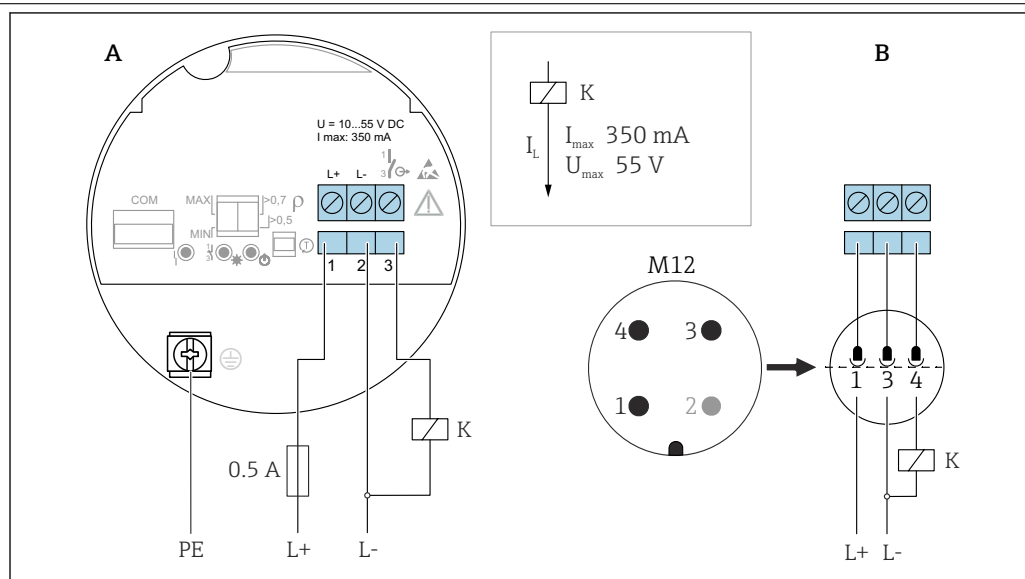 A
U = 10...55 V DC
I max: 350 mA
L+ L-
1
3
COM
MAX
MIN
>0,7 ρ
>0,5
1
3
1 2 3
0.5 A
K
PE
L+
L-
K
I_L
I_max 350 mA
U_max 55 V
M12
4
3
1
2
B
1 3 4
K
L+ L-